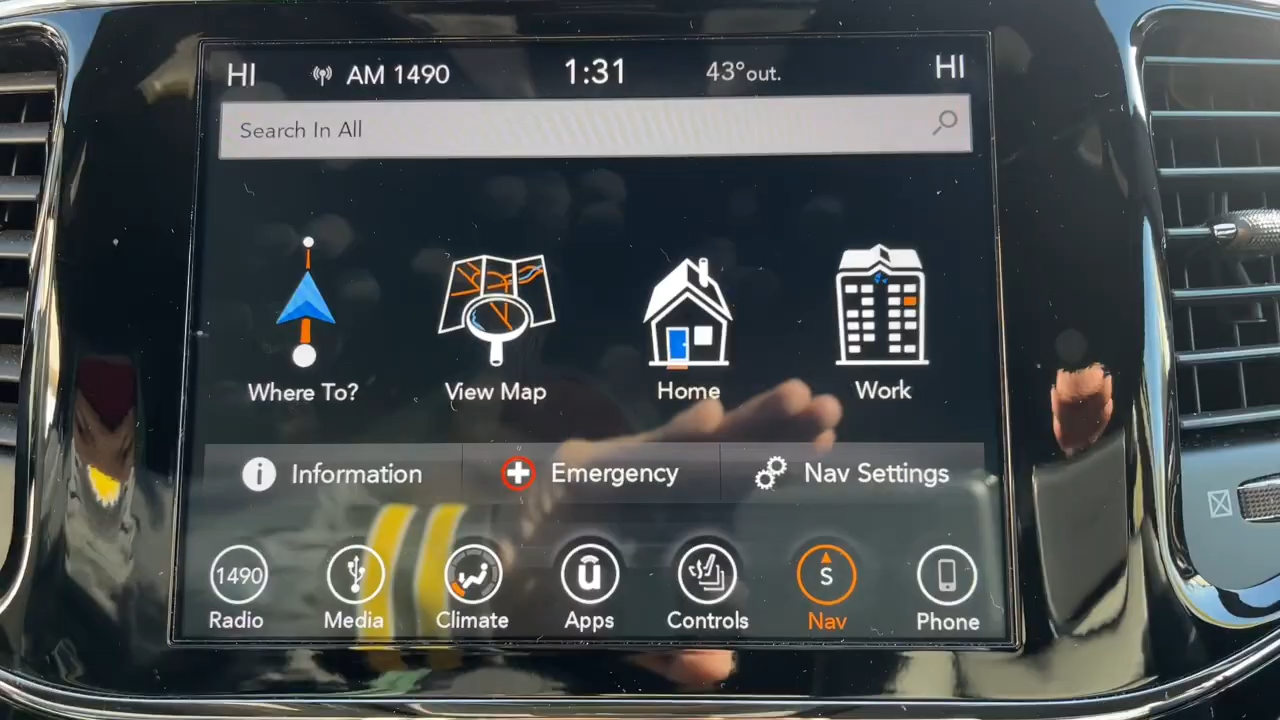 HI AM 1490 1:31 43°out. HI
Search In All
Where To? View Map Home Work
Information Emergency Nav Settings
1490 S
Radio Media Climate Apps Controls Nav Phone